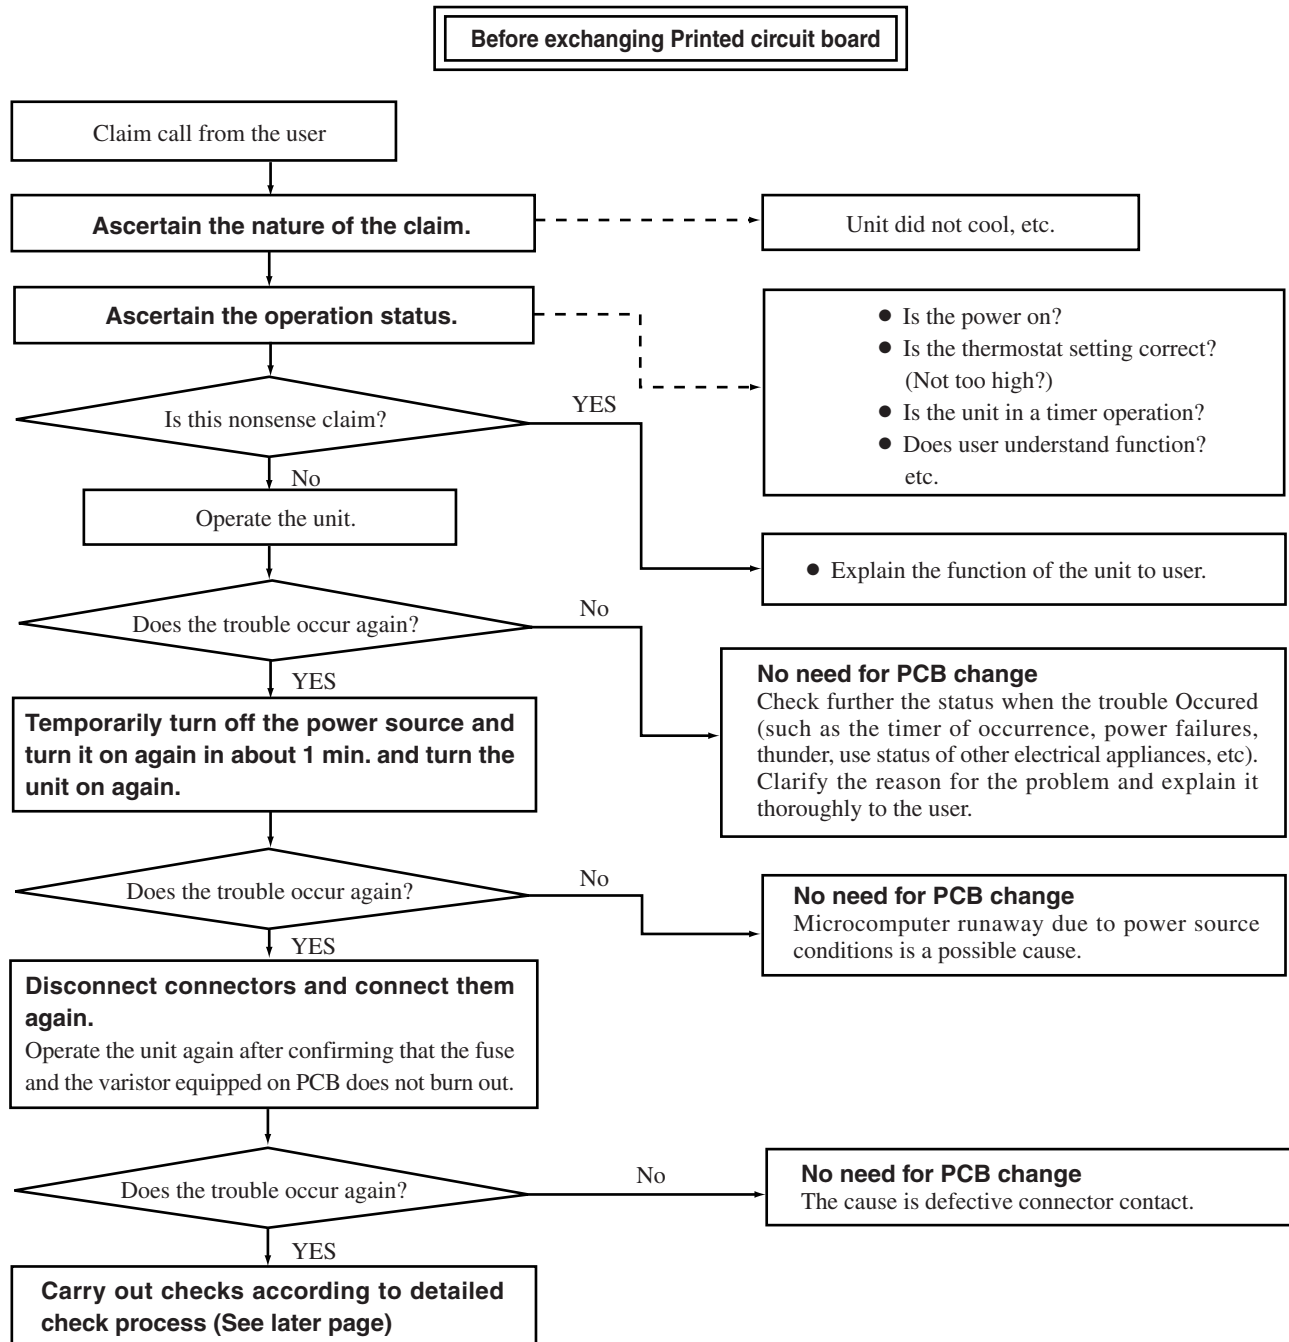 Before exchanging Printed circuit board
Claim call from the user
Ascertain the nature of the claim.
Unit did not cool, etc.
Ascertain the operation status.
● Is the power on?
● Is the thermostat setting correct?
(Not too high?)
● Is the unit in a timer operation?
● Does user understand function?
etc.
Is this nonsense claim?
YES
No
Operate the unit.
● Explain the function of the unit to user.
Does the trouble occur again?
No
YES
No need for PCB change
Check further the status when the trouble Occured
(such as the timer of occurrence, power failures,
thunder, use status of other electrical appliances, etc).
Clarify the reason for the problem and explain it
thoroughly to the user.
Temporarily turn off the power source and
turn it on again in about 1 min. and turn the
unit on again.
Does the trouble occur again?
No
YES
No need for PCB change
Microcomputer runaway due to power source
conditions is a possible cause.
Disconnect connectors and connect them
again.
Operate the unit again after confirming that the fuse
and the varistor equipped on PCB does not burn out.
Does the trouble occur again?
No
YES
No need for PCB change
The cause is defective connector contact.
Carry out checks according to detailed
check process (See later page)